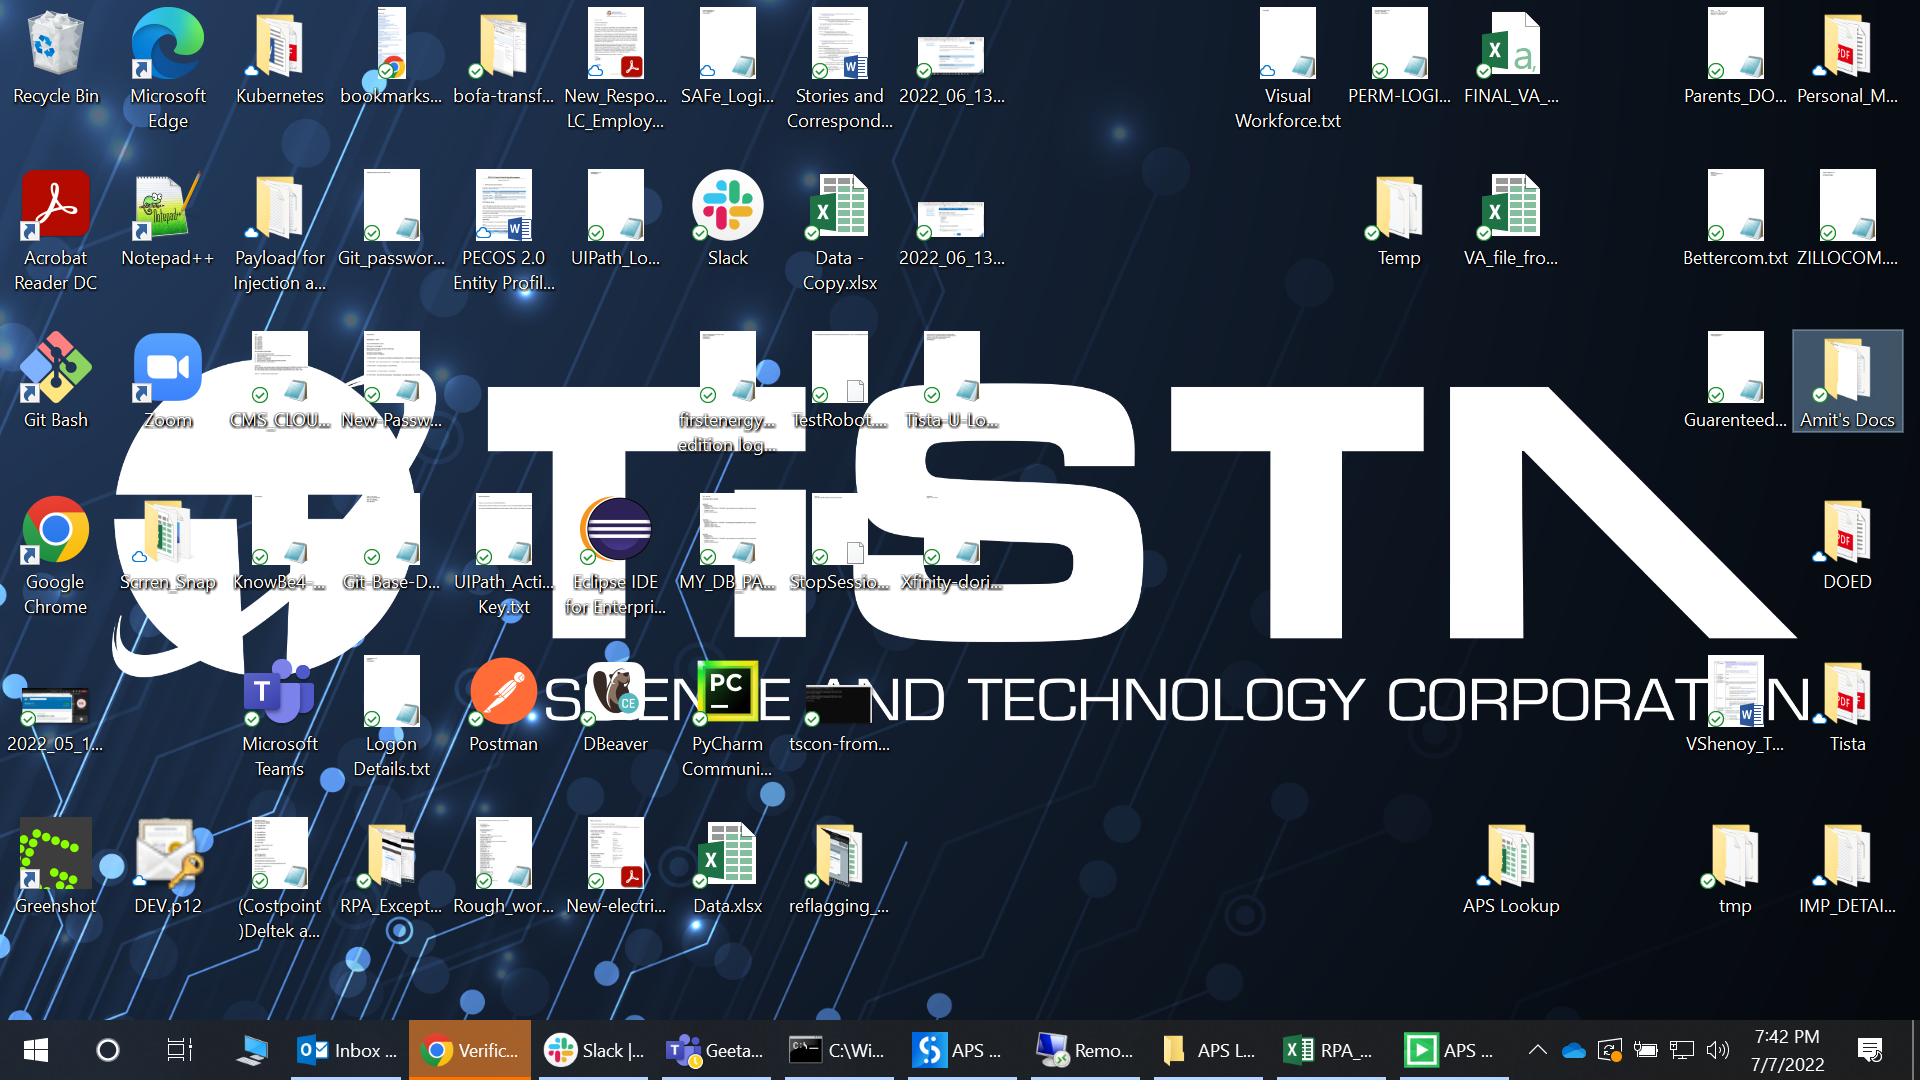 Recycle Bin
Microsoft
Edge
Kubernetes
bookmarks...
bofa-transf...
New_Respo...
LC_Employ...
SAFe_Logi...
Stories and
Correspond...
2022_06_13...
Visual
Workforce.txt
PERM-LOGI...
FINAL_VA_...
Parents_DO...
Personal_M...
Acrobat
Reader DC
Notepad++
Payload for
Injection a...
Git_passwor...
PECOS 2.0
Entity Profil...
UIPath_Lo...
Slack
Data -
Copy.xlsx
2022_06_13...
Temp
VA_file_fro...
Bettercom.txt
ZILLOCOM....
Git Bash
Zoom
CMS_CLOU...
New-Passw...
firstenergy...
edition log...
TestRobot....
Tista-U-Lo...
Guarenteed...
Amit's Docs
TiSTA
SCIENCE AND TECHNOLOGY CORPORATION
Google
Chrome
Scrren_Snap
KnowBe4-...
Git-Base-D...
UIPath_Acti...
Key.txt
Eclipse IDE
for Enterpri...
MY_DB_PA...
StopSessio...
Xfinity-dori...
DOED
2022_05_1...
Microsoft
Teams
Logon
Details.txt
Postman
DBeaver
PyCharm
Communi...
tscon-from...
VShenoy_T...
Tista
Greenshot
DEV.p12
(Costpoint
)Deltek a...
RPA_Except...
Rough_wor...
New-electri...
Data.xlsx
reflagging_...
APS Lookup
tmp
IMP_DETAI...
Inbox ...
Verific...
Slack |...
Geeta...
C:\Wi...
APS ...
Remo...
APS L...
RPA_...
APS ...
7:42 PM
7/7/2022